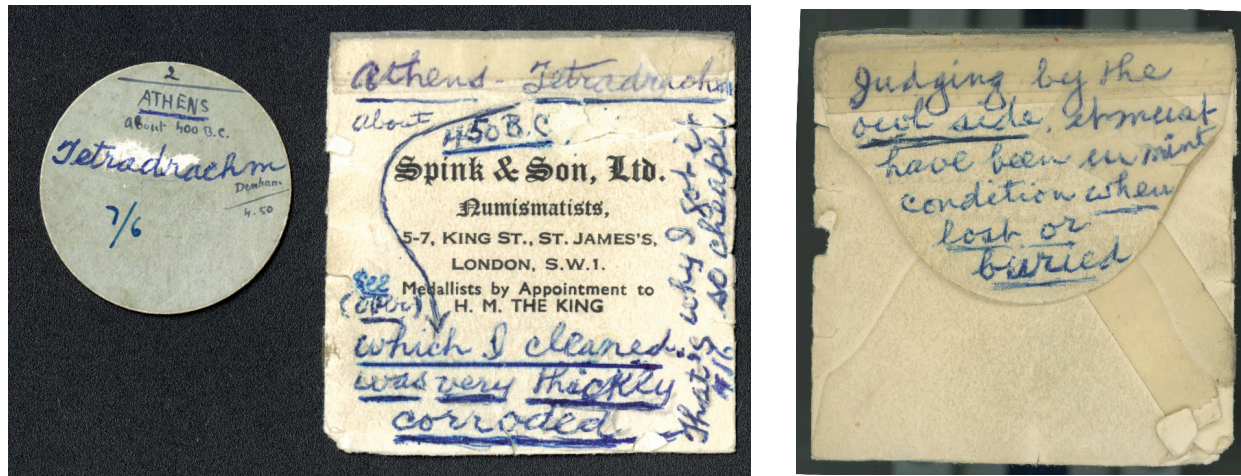 2
ATHENS
about 400 B.C.
Tetradrachm
Denham
4.50
7/6
Athens - Tetradrachm
about 450 B.C.
Spink & Son, Ltd.
Numismatists,
5-7, KING ST., ST. JAMES'S,
LONDON, S.W.1.
Medallists by Appointment to
H. M. THE KING
see
(over)
which I cleaned..
was very thickly
corroded.
That's why I got it
so cheaply 7/6
Judging by the
owl side, it must
have been in mint
condition when
lost or
buried